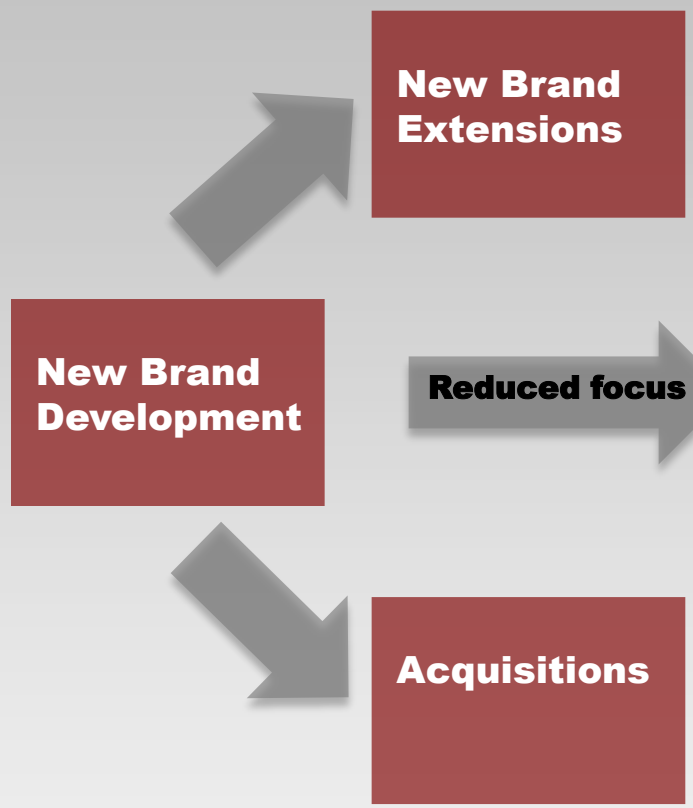 New Brand
Extensions
New Brand
Development
Reduced focus
Acquisitions